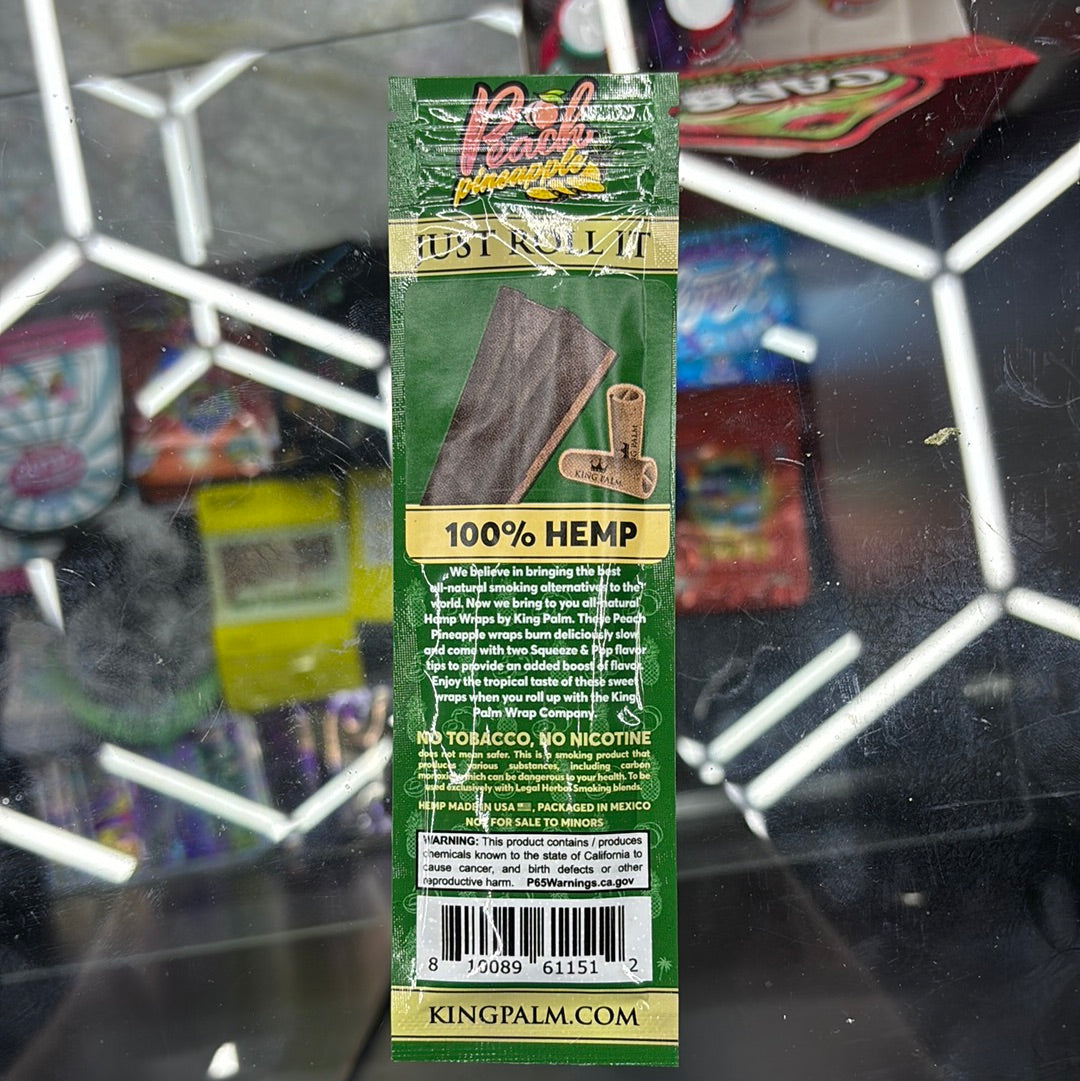 Peach
pineapple
JUST ROLL IT
KING PALM
KING PALM
100% HEMP
We believe in bringing the best
all-natural smoking alternatives to the
world. Now we bring to you all-natural
Hemp Wraps by King Palm. These Peach
Pineapple wraps burn deliciously slow
and come with two Squeeze & Pop flavor
tips to provide an added boost of flavor.
Enjoy the tropical taste of these sweet
wraps when you roll up with the King
Palm Wrap Company.
NO TOBACCO, NO NICOTINE
does not mean safer. This is a smoking product that
produces various substances, including carbon
monoxide which can be dangerous to your health. To be
used exclusively with Legal Herbal Smoking blends.
HEMP MADE IN USA, PACKAGED IN MEXICO
NOT FOR SALE TO MINORS
WARNING: This product contains / produces
chemicals known to the state of California to
cause cancer, and birth defects or other
reproductive harm. P65Warnings.ca.gov
8 10089 61151 2
KINGPALM.COM